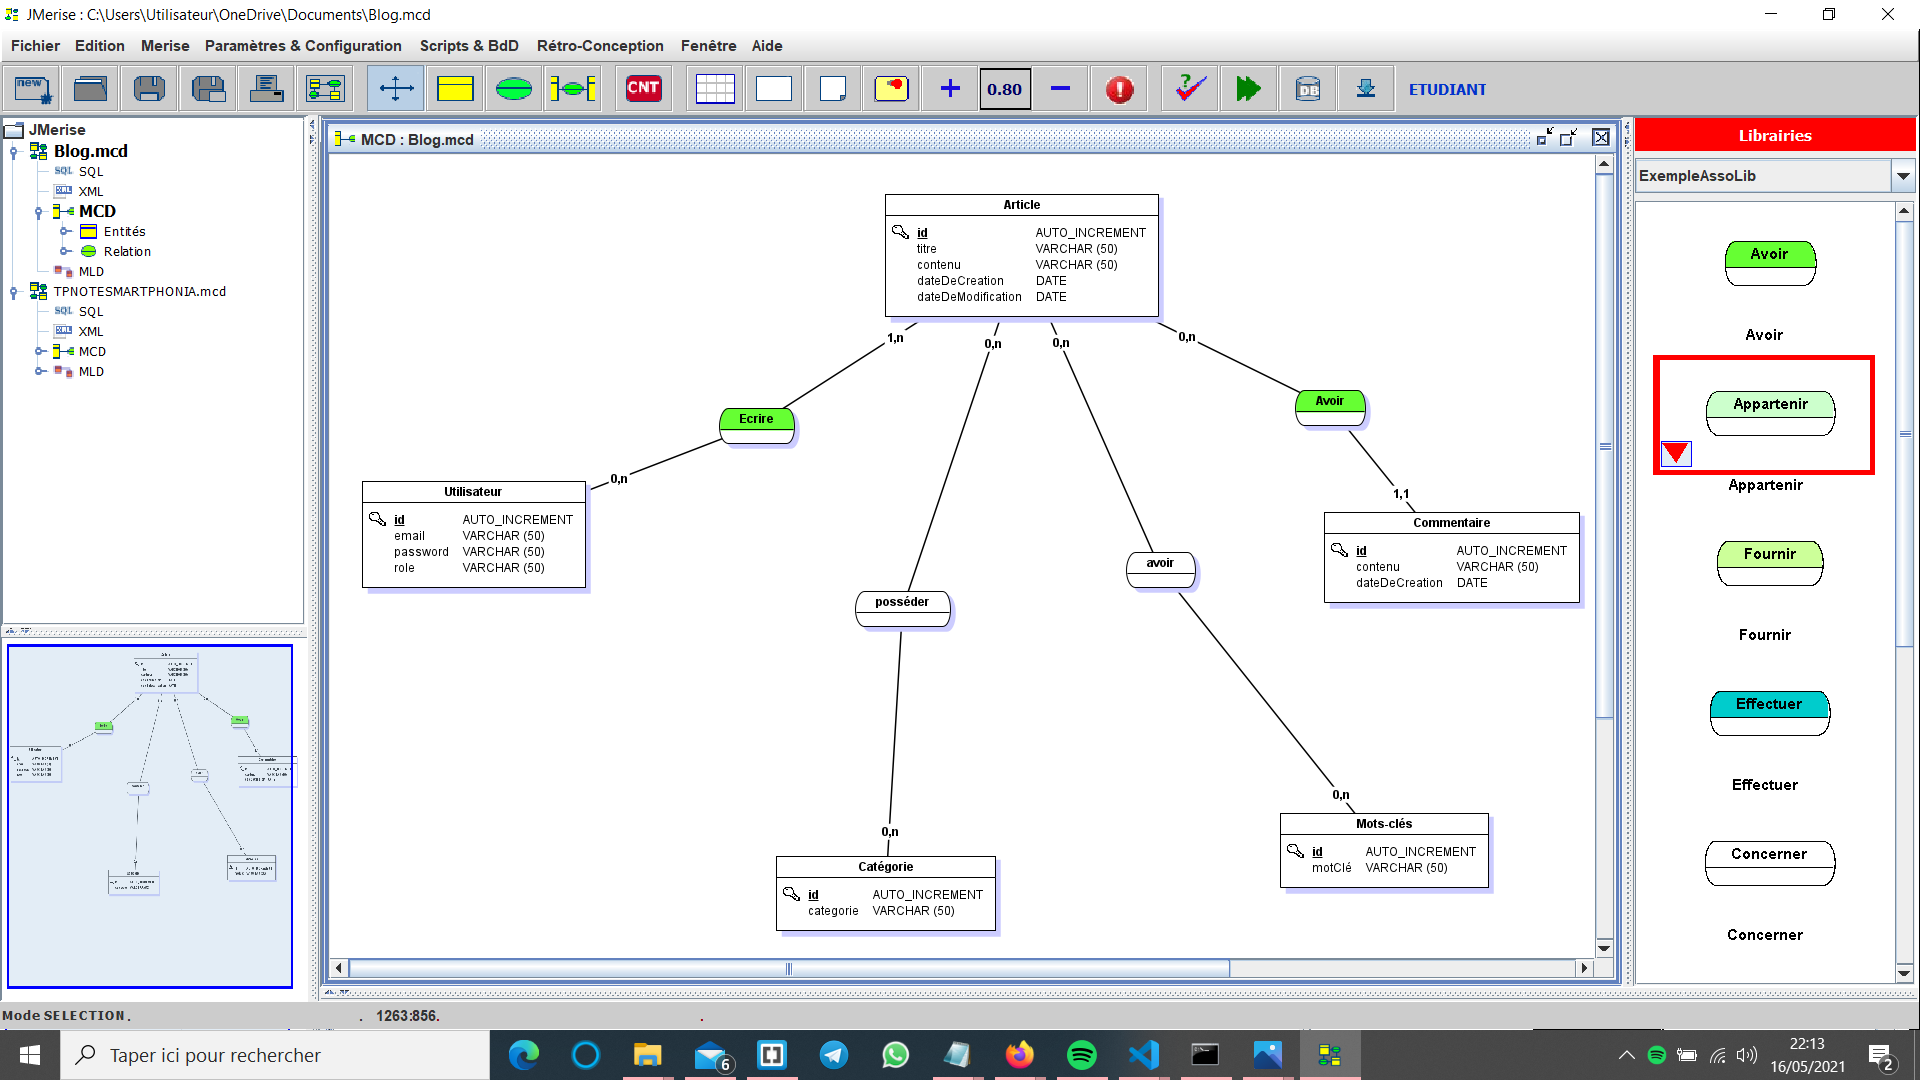 JMerise : C:\Users\Utilisateur\OneDrive\Documents\Blog.mcd
Fichier Edition Merise Paramètres & Configuration Scripts & BdD Rétro-Conception Fenêtre Aide
new CNT 0.80 ETUDIANT
JMerise
Blog.mcd
SQL
XML
MCD
Entités
Relation
MLD
TPNOTESMARTPHONIA.mcd
SQL
XML
MCD
MLD
MCD : Blog.mcd
Article
id AUTO_INCREMENT
titre VARCHAR (50)
contenu VARCHAR (50)
dateDeCreation DATE
dateDeModification DATE
1,n
0,n
0,n
0,n
Ecrire
Avoir
0,n
1,1
Utilisateur
id AUTO_INCREMENT
email VARCHAR (50)
password VARCHAR (50)
role VARCHAR (50)
Commentaire
id AUTO_INCREMENT
contenu VARCHAR (50)
dateDeCreation DATE
avoir
posséder
0,n
0,n
Mots-clés
id AUTO_INCREMENT
motClé VARCHAR (50)
Catégorie
id AUTO_INCREMENT
categorie VARCHAR (50)
Librairies
ExempleAssoLib
Avoir
Avoir
Appartenir
Appartenir
Fournir
Fournir
Effectuer
Effectuer
Concerner
Concerner
Mode SELECTION . . 1263:856. .
Taper ici pour rechercher
6
22:13
16/05/2021
2